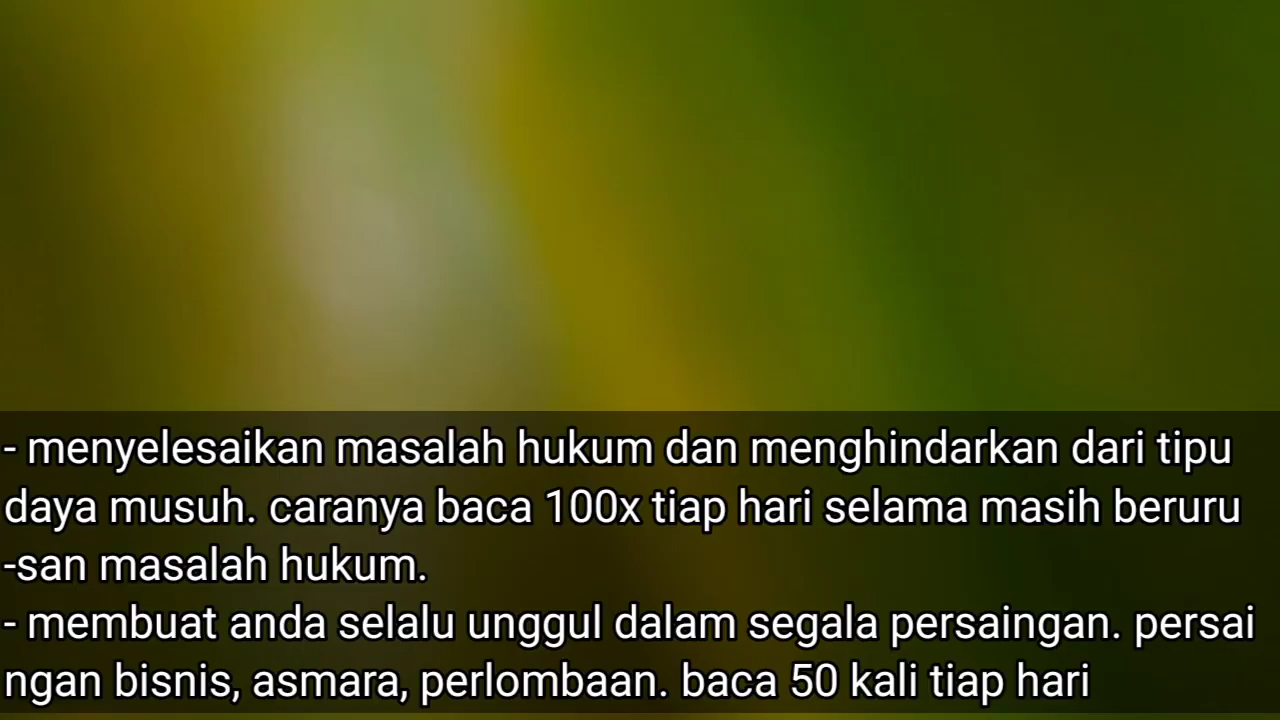 - menyelesaikan masalah hukum dan menghindarkan dari tipu
daya musuh. caranya baca 100x tiap hari selama masih beruru
-san masalah hukum.
- membuat anda selalu unggul dalam segala persaingan. persai
ngan bisnis, asmara, perlombaan. baca 50 kali tiap hari